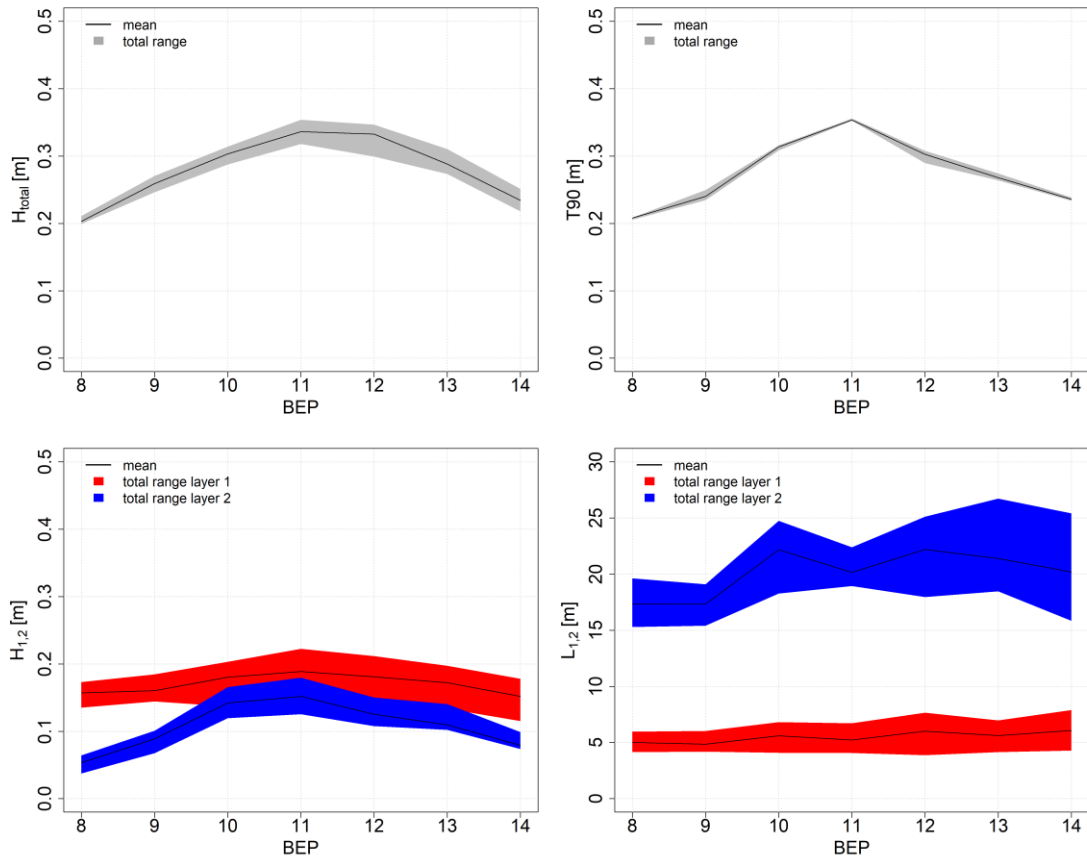 mean
total range
H_total [m]
0.5
0.4
0.3
0.2
0.1
0.0
8 9 10 11 12 13 14
BEP
mean
total range
T90 [m]
0.5
0.4
0.3
0.2
0.1
0.0
8 9 10 11 12 13 14
BEP
mean
total range layer 1
total range layer 2
H_1,2 [m]
0.5
0.4
0.3
0.2
0.1
0.0
8 9 10 11 12 13 14
BEP
mean
total range layer 1
total range layer 2
L_1,2 [m]
30
25
20
15
10
5
0
8 9 10 11 12 13 14
BEP